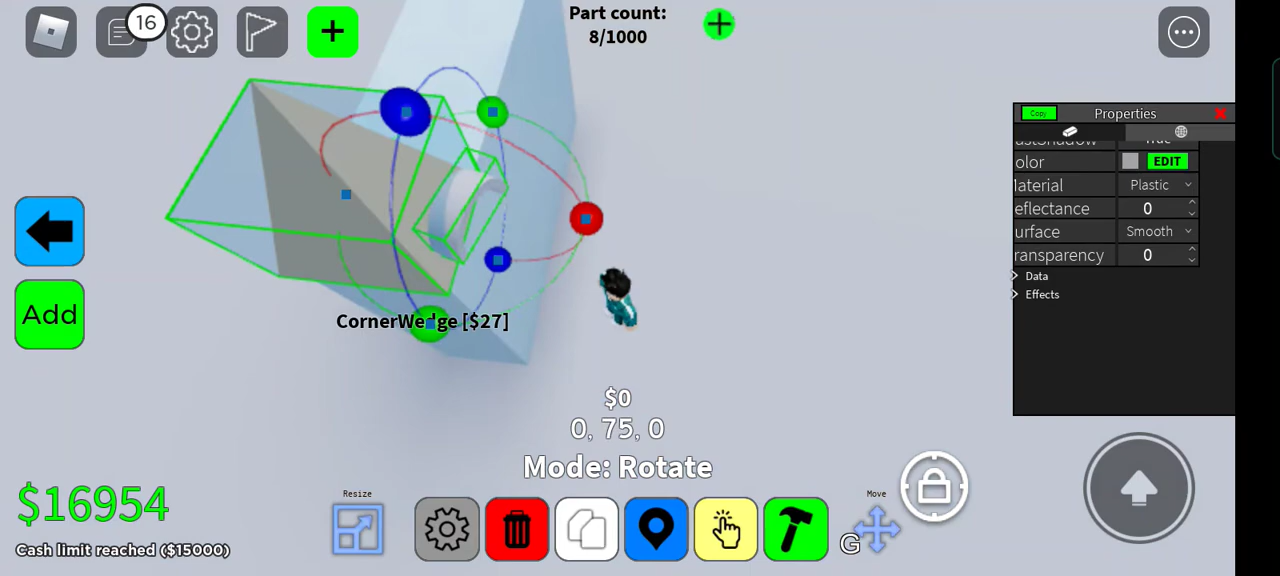 16
Part count:
8/1000
Copy
Properties
True
olor
EDIT
laterial
Plastic
eflectance
0
urface
Smooth
ransparency
0
Data
Effects
Add
CornerWedge [$27]
$0
0, 75, 0
Mode: Rotate
$16954
Cash limit reached ($15000)
Resize
Move
G